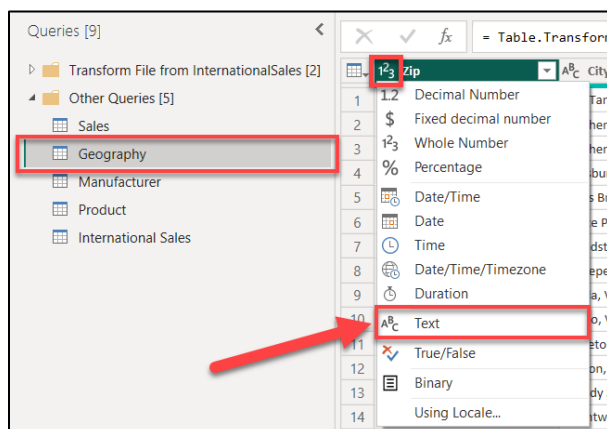 Queries [9]
fx
= Table.Transform
Transform File from InternationalSales [2]
Other Queries [5]
Sales
Geography
Manufacturer
Product
International Sales
1²3 Zip
ABC City
1.2 Decimal Number
$ Fixed decimal number
1²3 Whole Number
% Percentage
Date/Time
Date
Time
Date/Time/Timezone
Duration
ABC Text
True/False
Binary
Using Locale...
1
2
3
4
5
6
7
8
9
10
11
12
13
14